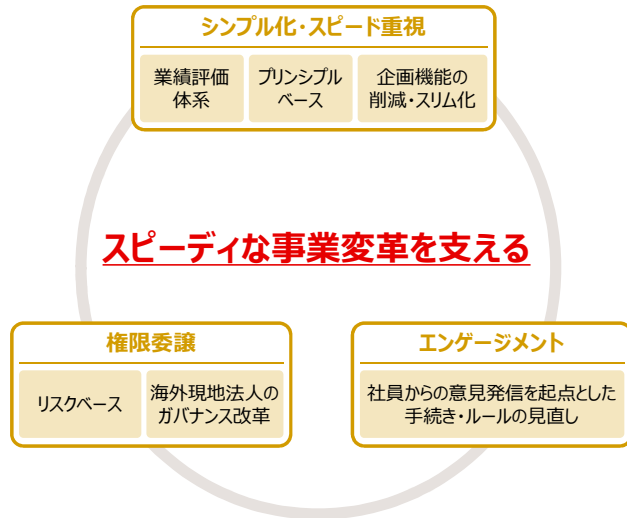 シンプル化・スピード重視
業績評価
体系
プリンシプル
ベース
企画機能の
削減・スリム化
スピーディな事業変革を支える
権限委譲
リスクベース
海外現地法人の
ガバナンス改革
エンゲージメント
社員からの意見発信を起点とした
手続き・ルールの見直し